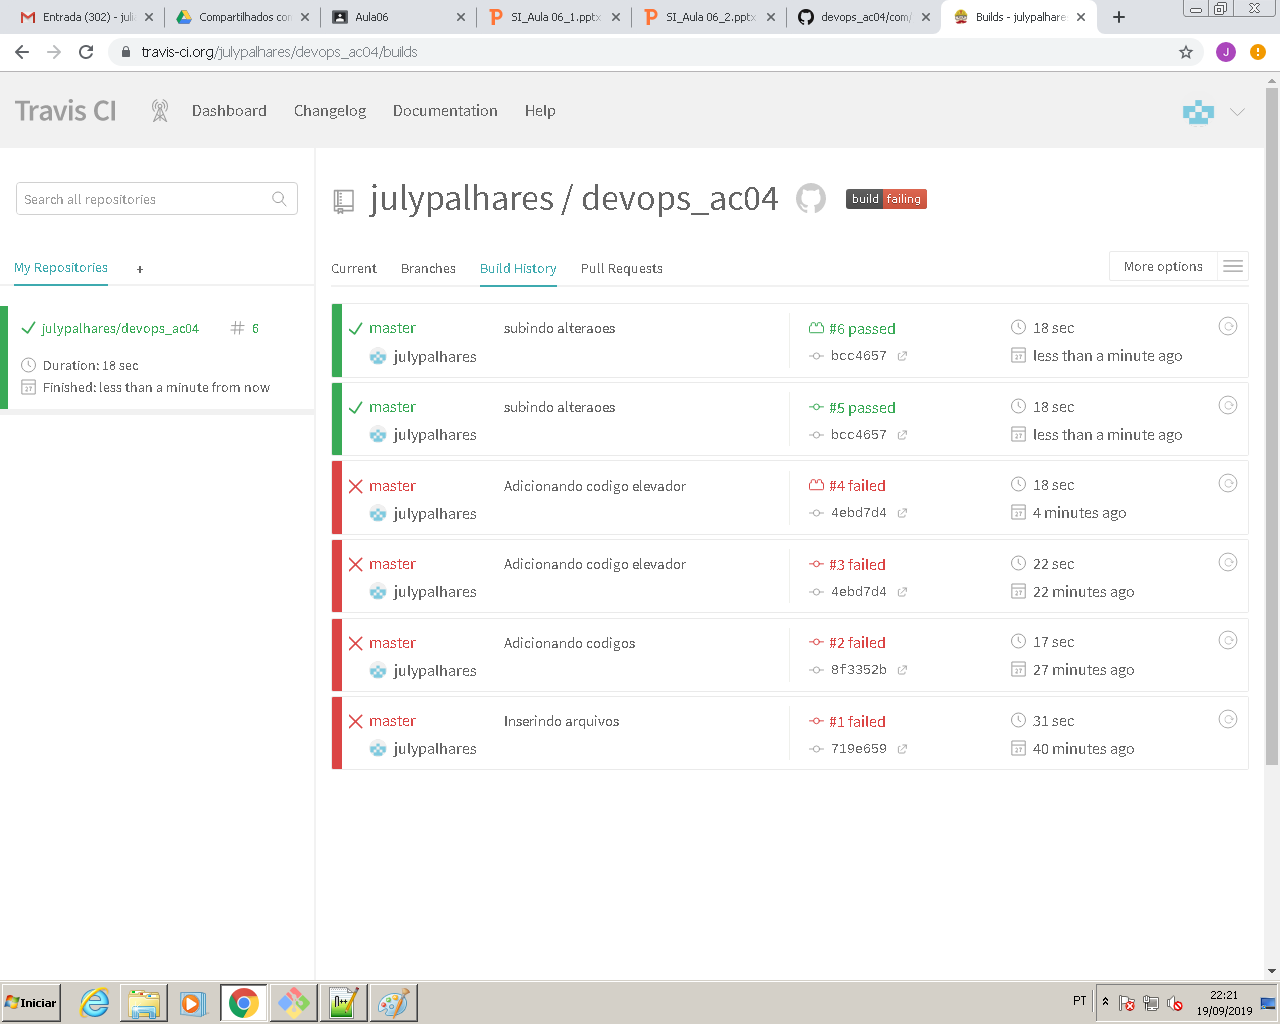 Entrada (302) - juli
Compartilhados con
Aula06
SI_Aula 06_1.pptx
SI_Aula 06_2.pptx
devops_ac04/com/
Builds - julypalhares
travis-ci.org/julypalhares/devops_ac04/builds
J
Travis CI
Dashboard
Changelog
Documentation
Help
Search all repositories
My Repositories
+
julypalhares/devops_ac04
# 6
Duration: 18 sec
Finished: less than a minute from now
julypalhares / devops_ac04
build failing
Current
Branches
Build History
Pull Requests
More options
master
subindo alteraoes
#6 passed
18 sec
julypalhares
bcc4657
less than a minute ago
master
subindo alteraoes
#5 passed
18 sec
julypalhares
bcc4657
less than a minute ago
master
Adicionando codigo elevador
#4 failed
18 sec
julypalhares
4ebd7d4
4 minutes ago
master
Adicionando codigo elevador
#3 failed
22 sec
julypalhares
4ebd7d4
22 minutes ago
master
Adicionando codigos
#2 failed
17 sec
julypalhares
8f3352b
27 minutes ago
master
Inserindo arquivos
#1 failed
31 sec
julypalhares
719e659
40 minutes ago
Iniciar
PT
22:21
19/09/2019